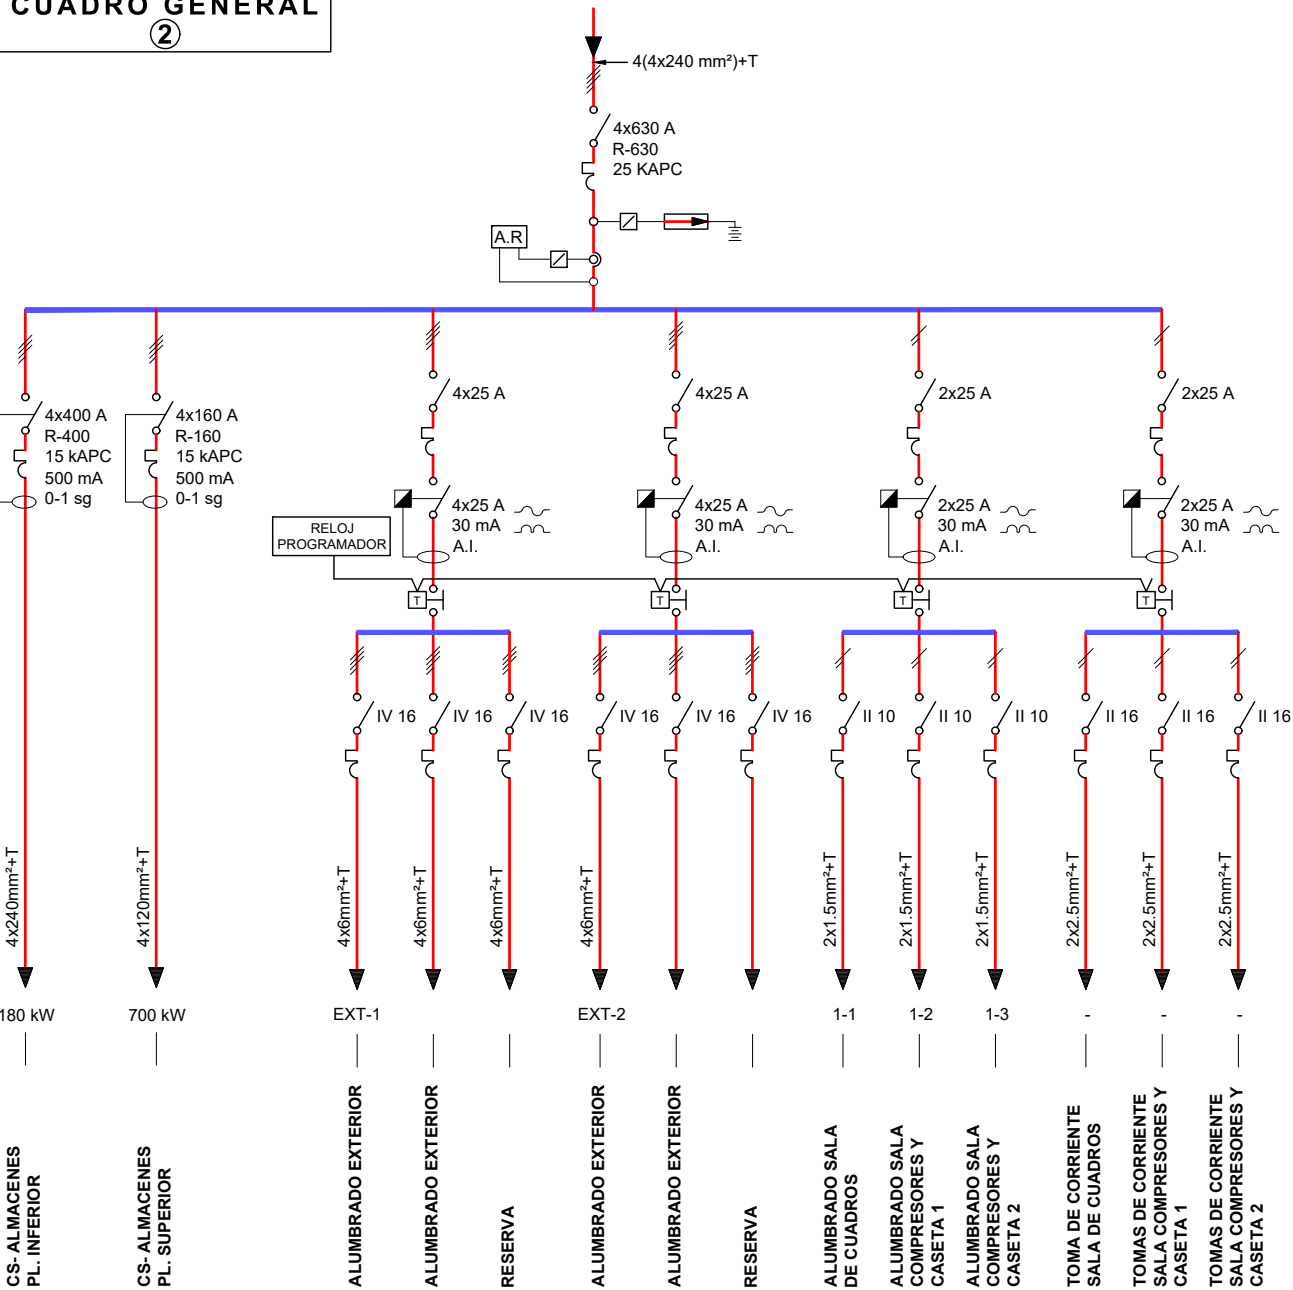 CUADRO GENERAL
2
4(4x240 mm²)+T
4x630 A
R-630
25 KAPC
A.R
4x400 A
R-400
15 kAPC
500 mA
0-1 sg
4x160 A
R-160
15 kAPC
500 mA
0-1 sg
4x25 A
4x25 A
2x25 A
2x25 A
4x25 A
30 mA
A.I.
4x25 A
30 mA
A.I.
2x25 A
30 mA
A.I.
2x25 A
30 mA
A.I.
RELOJ
PROGRAMADOR
T
T
T
T
IV 16
IV 16
IV 16
IV 16
IV 16
IV 16
II 10
II 10
II 10
II 16
II 16
II 16
4x240mm²+T
4x120mm²+T
4x6mm²+T
4x6mm²+T
4x6mm²+T
4x6mm²+T
2x1.5mm²+T
2x1.5mm²+T
2x1.5mm²+T
2x2.5mm²+T
2x2.5mm²+T
2x2.5mm²+T
180 kW
700 kW
EXT-1
EXT-2
1-1
1-2
1-3
-
-
-
CS- ALMACENES
PL. INFERIOR
CS- ALMACENES
PL. SUPERIOR
ALUMBRADO EXTERIOR
ALUMBRADO EXTERIOR
RESERVA
ALUMBRADO EXTERIOR
ALUMBRADO EXTERIOR
RESERVA
ALUMBRADO SALA
DE CUADROS
ALUMBRADO SALA
COMPRESORES Y
CASETA 1
ALUMBRADO SALA
COMPRESORES Y
CASETA 2
TOMA DE CORRIENTE
SALA DE CUADROS
TOMAS DE CORRIENTE
SALA COMPRESORES Y
CASETA 1
TOMAS DE CORRIENTE
SALA COMPRESORES Y
CASETA 2